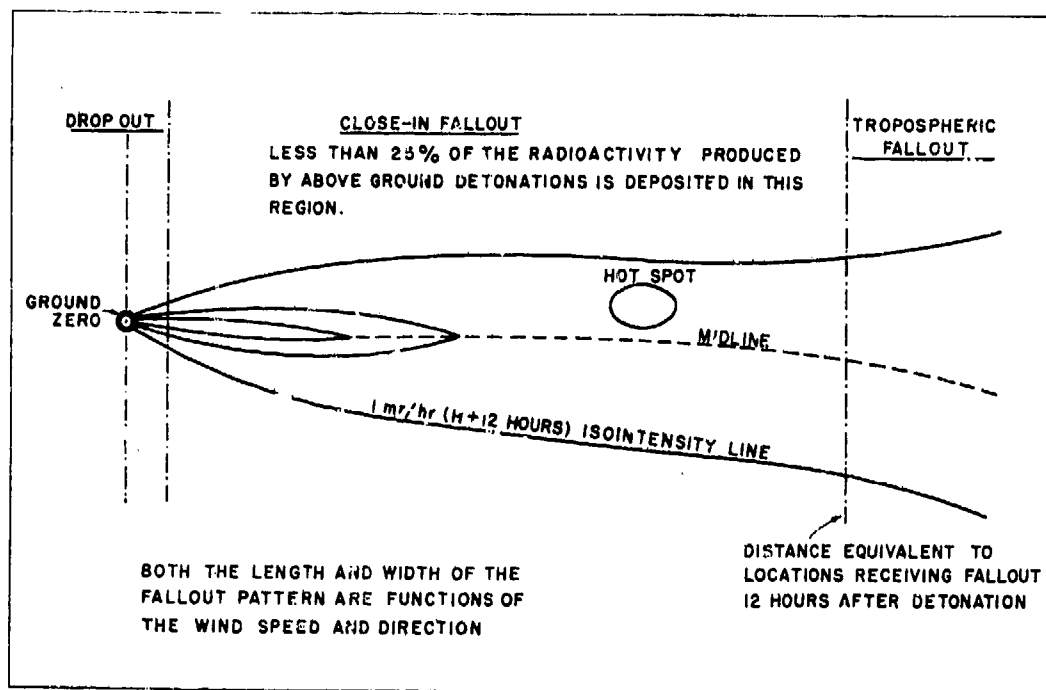 DROP OUT
CLOSE-IN FALLOUT
LESS THAN 25% OF THE RADIOACTIVITY PRODUCED
BY ABOVE GROUND DETONATIONS IS DEPOSITED IN THIS
REGION.
TROPOSPHERIC
FALLOUT
HOT SPOT
GROUND
ZERO
MIDLINE
1 mr/hr (H+12 HOURS) ISOINTENSITY LINE
BOTH THE LENGTH AND WIDTH OF THE
FALLOUT PATTERN ARE FUNCTIONS OF
THE WIND SPEED AND DIRECTION
DISTANCE EQUIVALENT TO
LOCATIONS RECEIVING FALLOUT
12 HOURS AFTER DETONATION